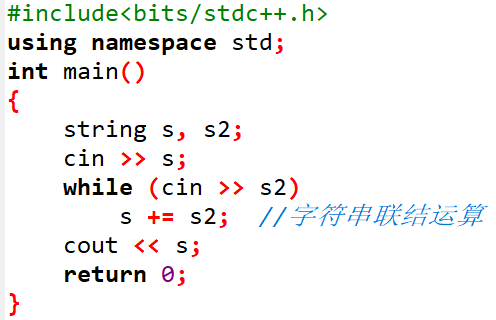 #include<bits/stdc++.h>
using namespace std;
int main()
{
    string s, s2;
    cin >> s;
    while (cin >> s2)
        s += s2;  //字符串联结运算
    cout << s;
    return 0;
}